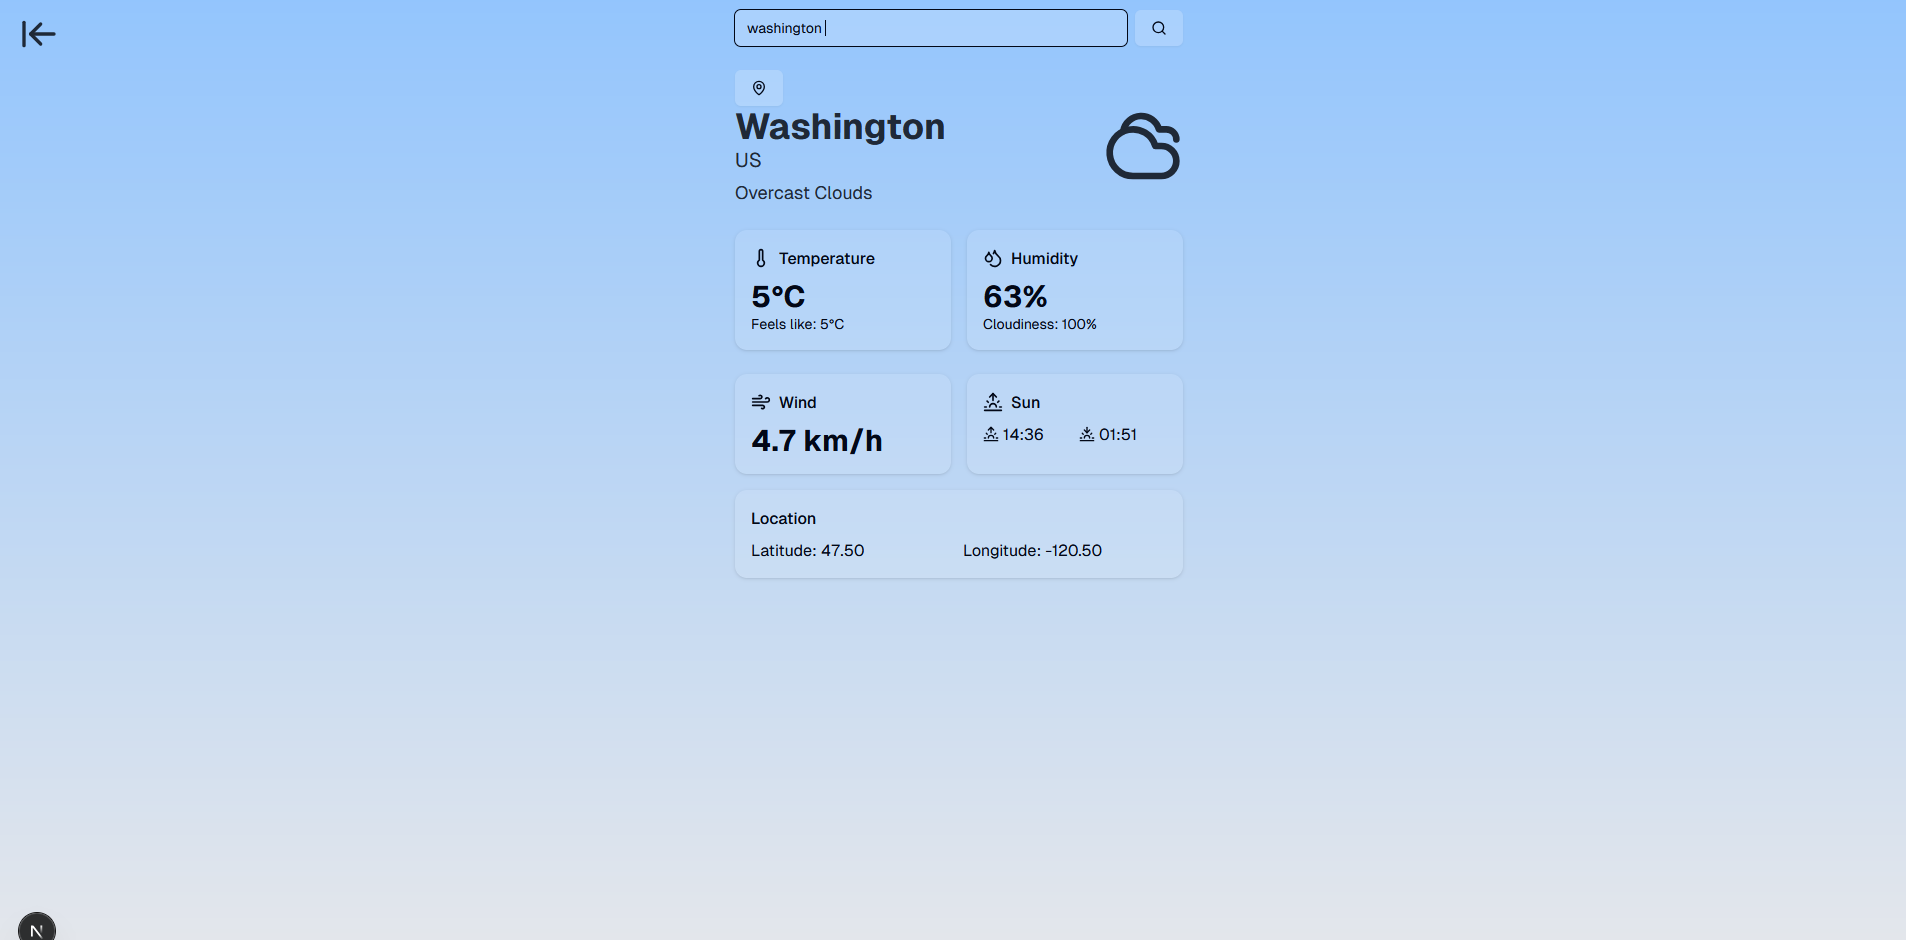 washington
Washington
US
Overcast Clouds
Temperature
5°C
Feels like: 5°C
Humidity
63%
Cloudiness: 100%
Wind
4.7 km/h
Sun
14:36 01:51
Location
Latitude: 47.50 Longitude: -120.50
N